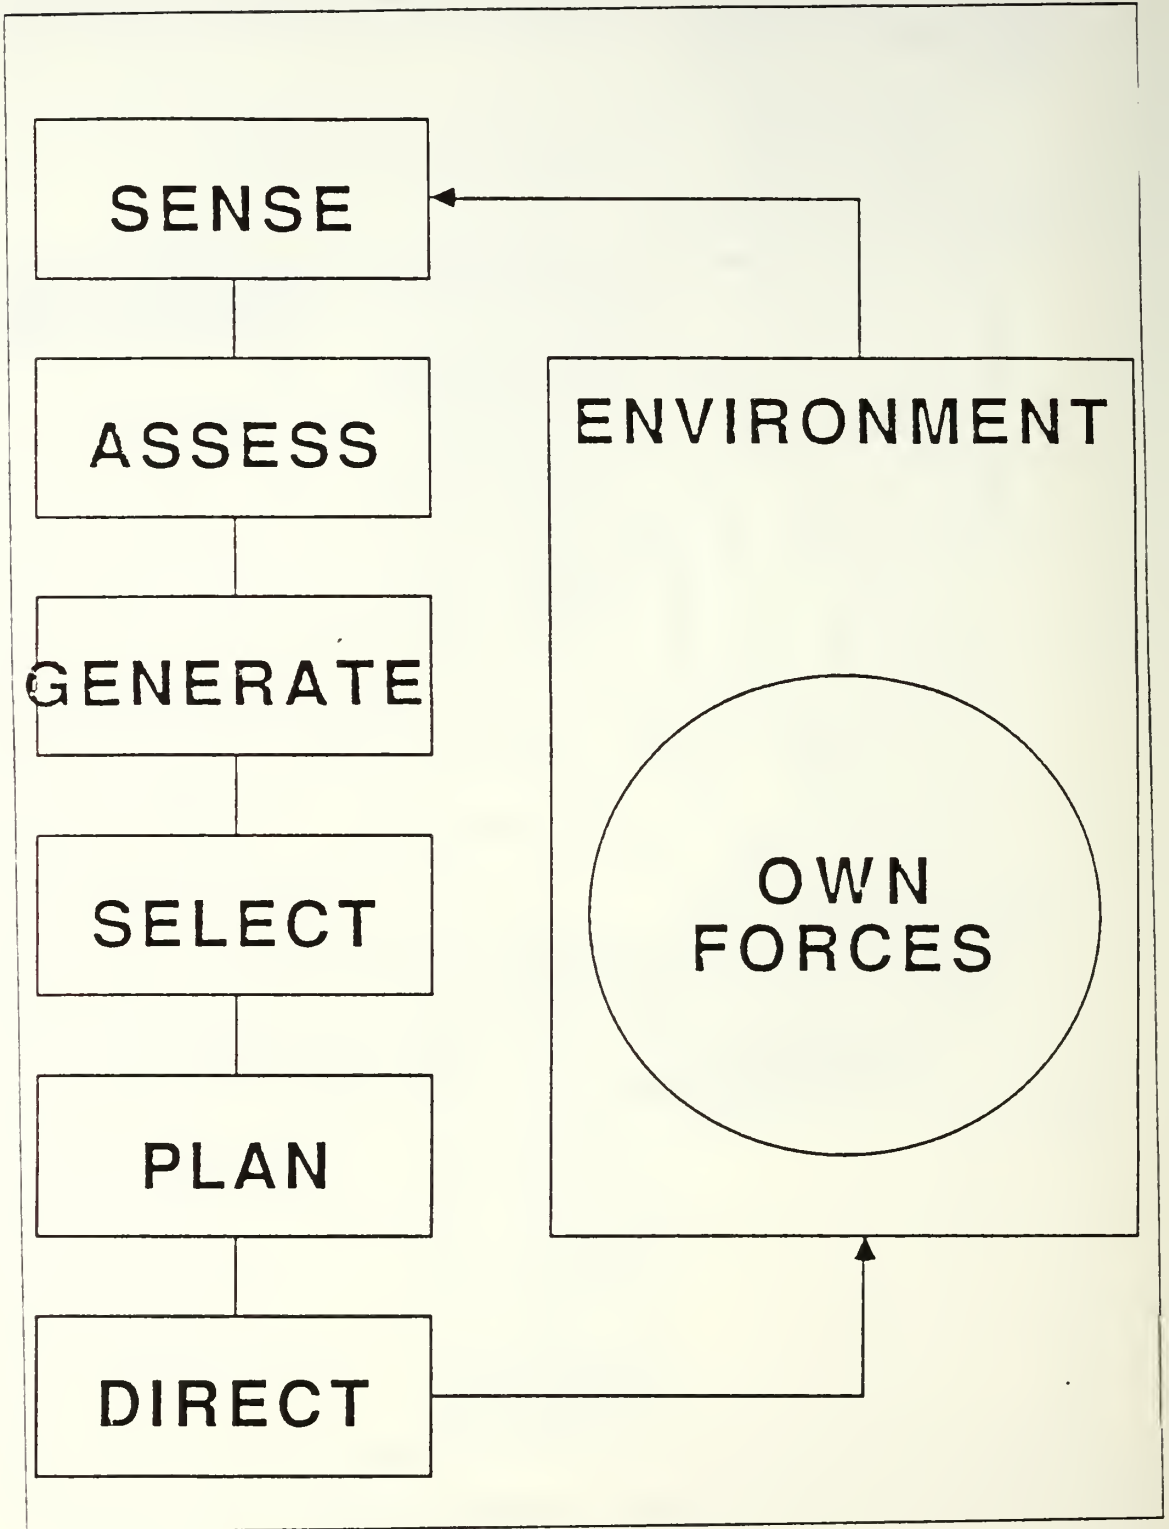 SENSE
ASSESS
GENERATE
SELECT
PLAN
DIRECT
ENVIRONMENT
OWN
FORCES